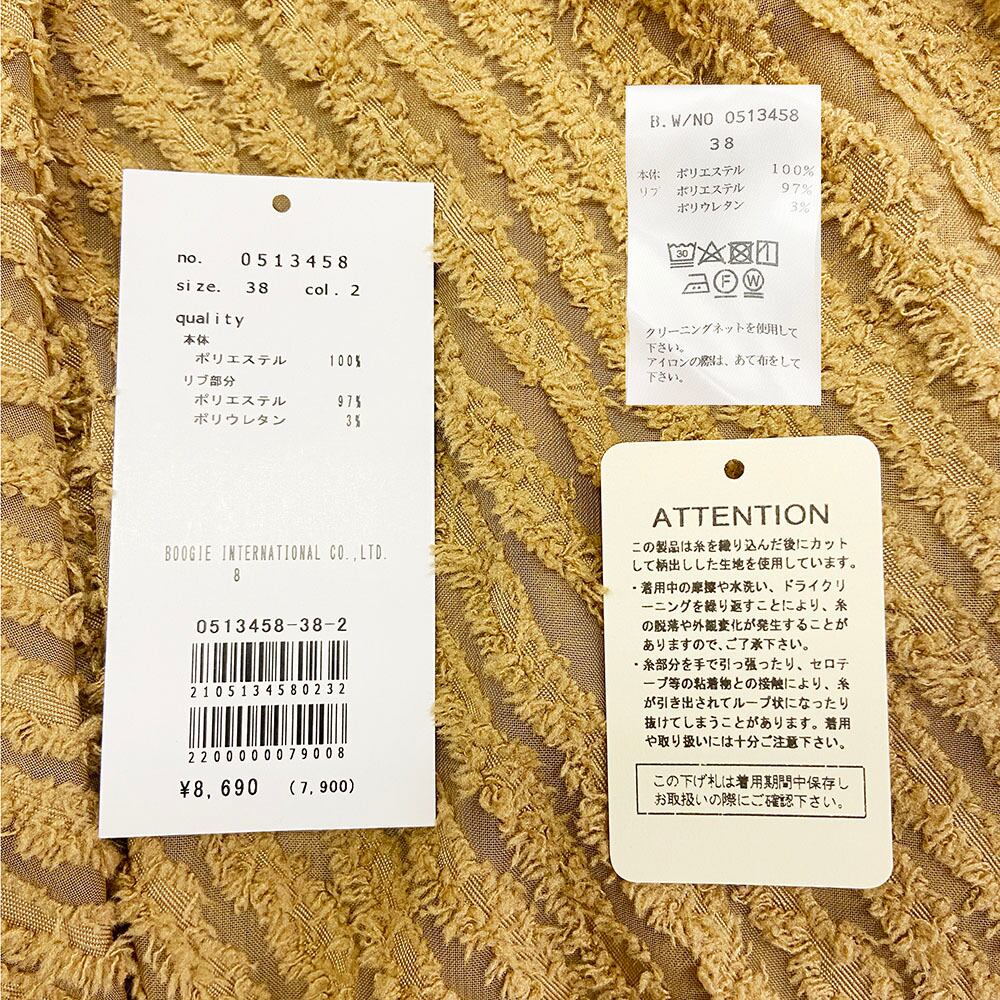 no. 0513458
size. 38 col. 2
quality
本体
ポリエステル 100%
リブ部分
ポリエステル 97%
ポリウレタン 3%
BOOGIE INTERNATIONAL CO.,LTD.
8
0513458-38-2
2105134580232
2200000079008
¥8,690 (7,900)
B.W/NO 0513458
38
本体 ポリエステル 100%
リブ ポリエステル 97%
ポリウレタン 3%
30
F W
クリーニングネットを使用して
下さい。
アイロンの際は、あて布をして
下さい。
ATTENTION
この製品は糸を織り込んだ後にカット
して柄出しした生地を使用しています。
・着用中の摩擦や水洗い、ドライクリ
ーニングを繰り返すことにより、糸
の脱落や外観変化が発生することが
ありますので、ご了承下さい。
・糸部分を手で引っ張ったり、セロテ
ープ等の粘着物との接触により、糸
が引き出されてループ状になったり
抜けてしまうことがあります。着用
や取り扱いには十分ご注意下さい。
この下げ札は着用期間中保存し
お取扱いの際にご確認下さい。